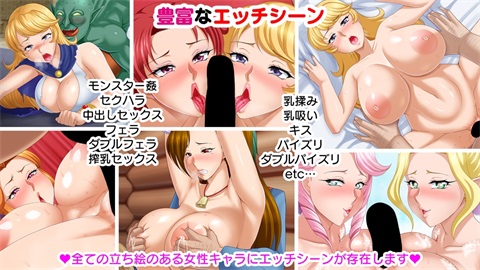 豊富なエッチシーン
モンスター姦
セクハラ
中出しセックス
フェラ
ダブルフェラ
搾乳セックス
乳揉み
乳吸い
キス
パイズリ
ダブルパイズリ
etc…
♥全ての立ち絵のある女性キャラにエッチシーンが存在します♥